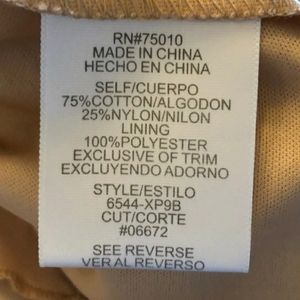 RN#75010
MADE IN CHINA
HECHO EN CHINA
SELF/CUERPO
75%COTTON/ALGODON
25%NYLON/NILON
LINING
100%POLYESTER
EXCLUSIVE OF TRIM
EXCLUYENDO ADORNO
STYLE/ESTILO
6544-XP9B
CUT/CORTE
#06672
SEE REVERSE
VER AL REVERSO